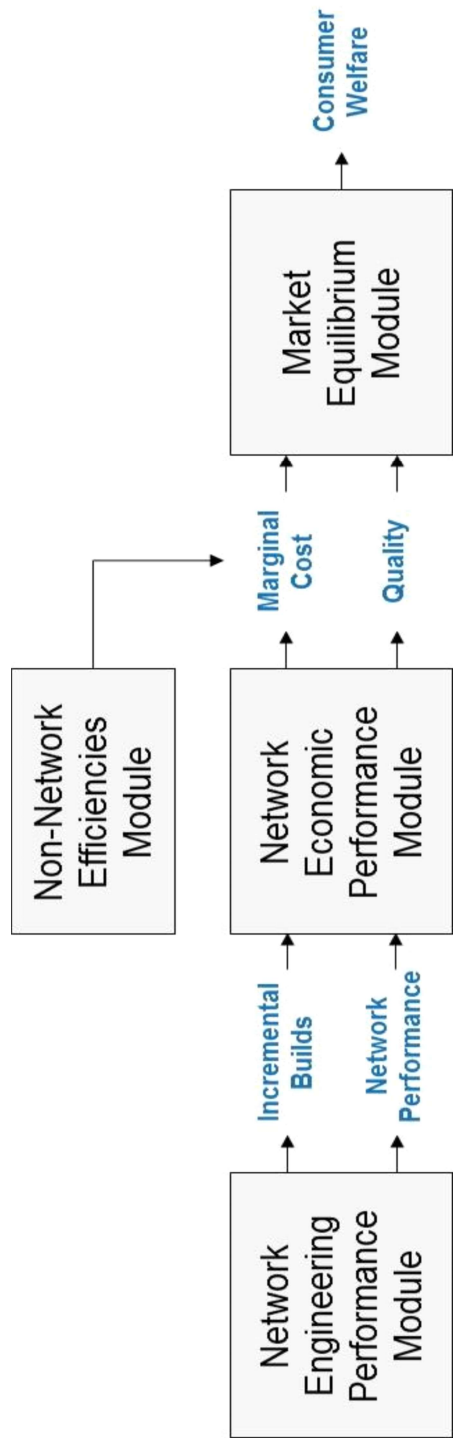 Non-Network
Efficiencies
Module
Network
Engineering
Performance
Module
Incremental
Builds
Network
Performance
Network
Economic
Performance
Module
Marginal
Cost
Quality
Market
Equilibrium
Module
Consumer
Welfare